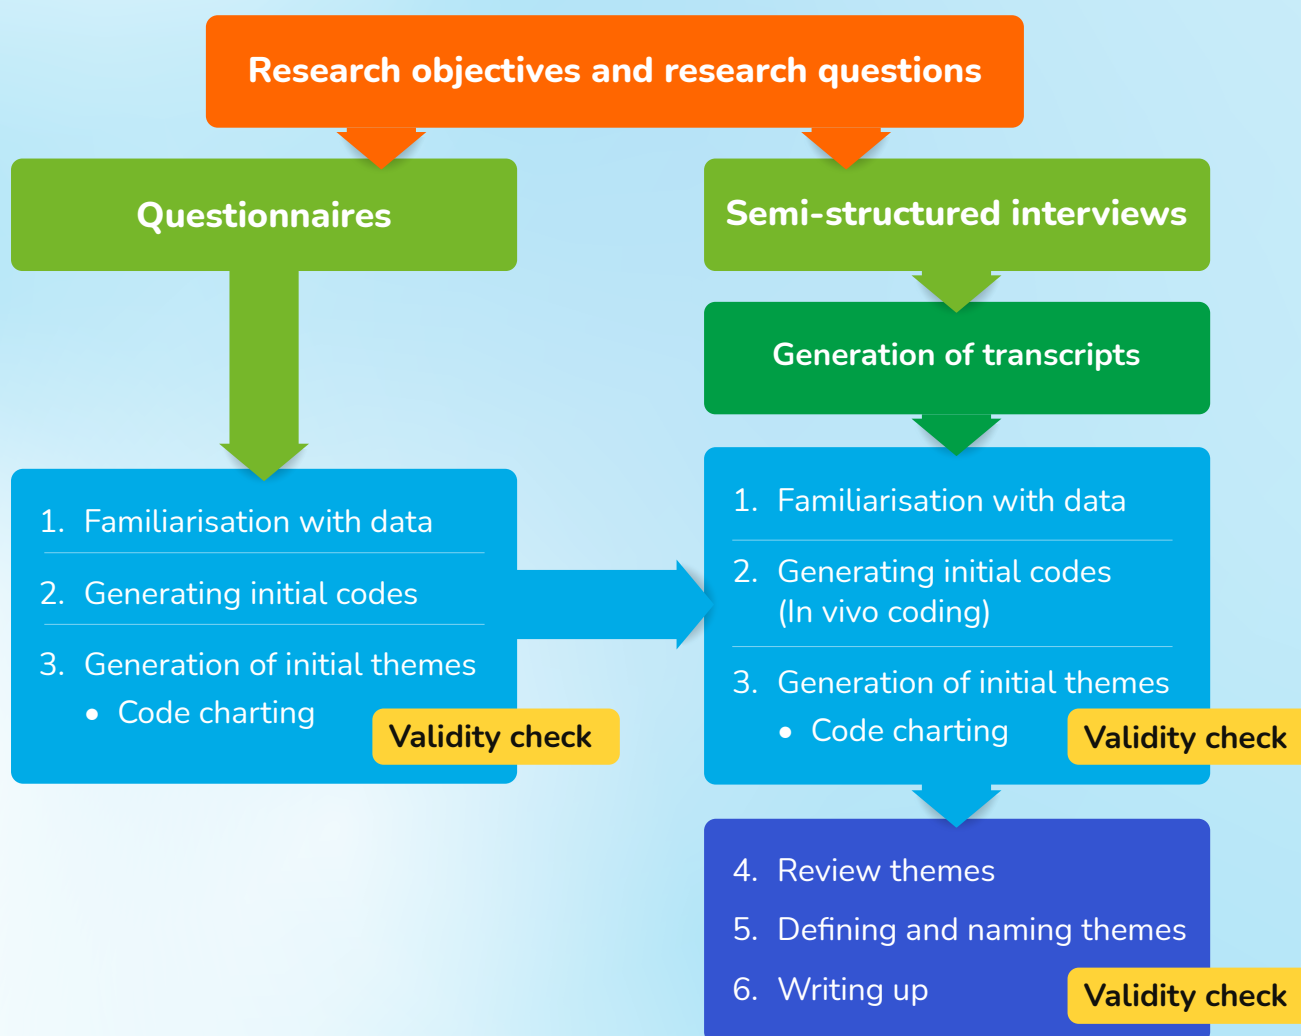 Research objectives and research questions
Questionnaires
Semi-structured interviews
Generation of transcripts
1. Familiarisation with data
2. Generating initial codes
3. Generation of initial themes
• Code charting
Validity check
1. Familiarisation with data
2. Generating initial codes
(In vivo coding)
3. Generation of initial themes
• Code charting
Validity check
4. Review themes
5. Defining and naming themes
6. Writing up
Validity check